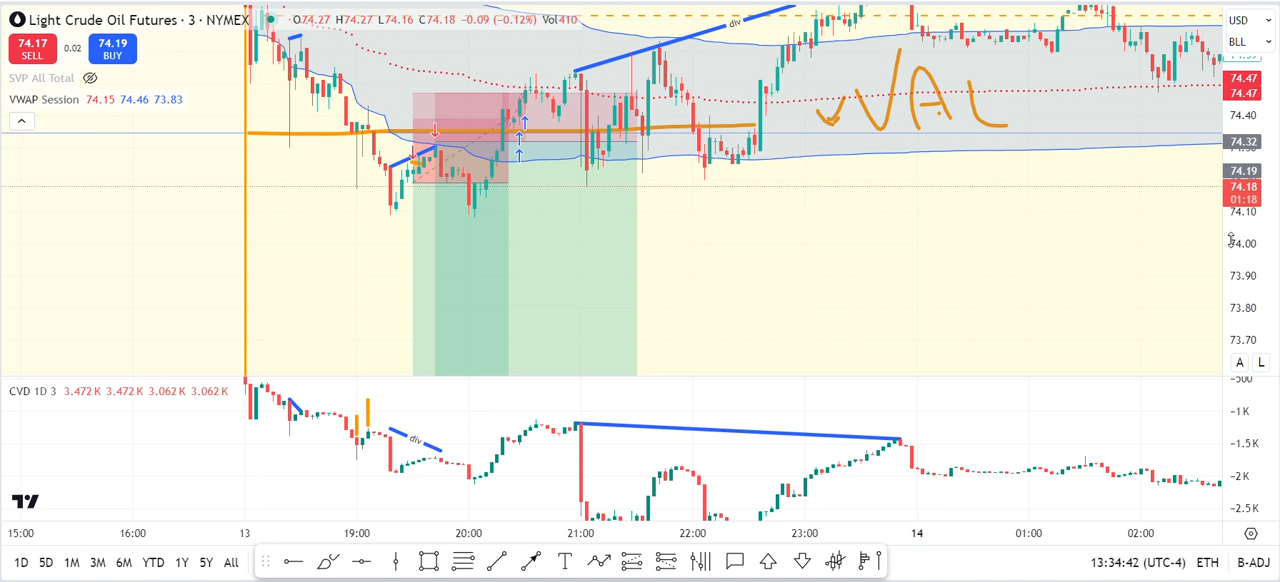 Light Crude Oil Futures · 3 · NYMEX O74.27 H74.27 L74.16 C74.18 -0.09 (-0.12%) Vol410
USD
74.17 SELL 0.02 74.19 BUY
BLL
SVP All Total
VWAP Session 74.15 74.46 73.83
div
VAL
74.47
74.47
74.40
74.32
74.19
74.18
01:18
74.10
74.00
73.90
73.80
73.70
A L
CVD 1D 3 3.472 K 3.472 K 3.062 K 3.062 K
-500
-1 K
div
-1.5 K
-2 K
-2.5 K
15:00 16:00 13 19:00 20:00 21:00 22:00 23:00 14 01:00 02:00
1D 5D 1M 3M 6M YTD 1Y 5Y All T 13:34:42 (UTC-4) ETH B-ADJ